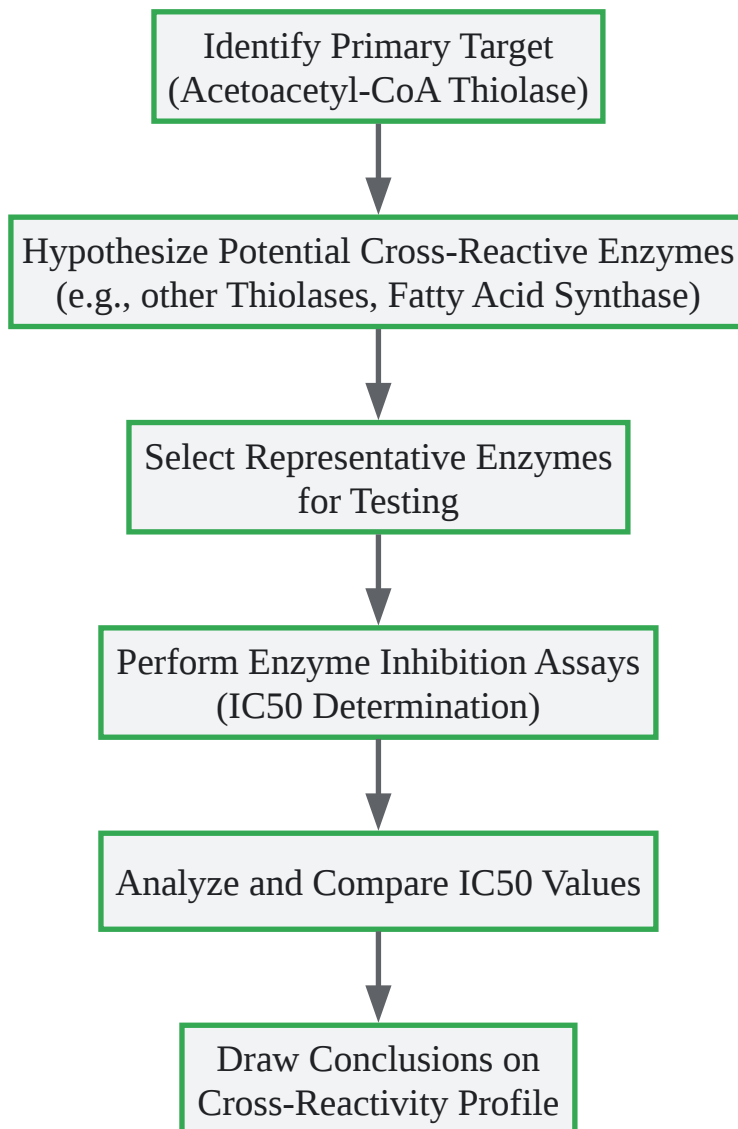 Identify Primary Target
(Acetoacetyl-CoA Thiolase)
Hypothesize Potential Cross-Reactive Enzymes
(e.g., other Thiolases, Fatty Acid Synthase)
Select Representative Enzymes
for Testing
Perform Enzyme Inhibition Assays
(IC50 Determination)
Analyze and Compare IC50 Values
Draw Conclusions on
Cross-Reactivity Profile